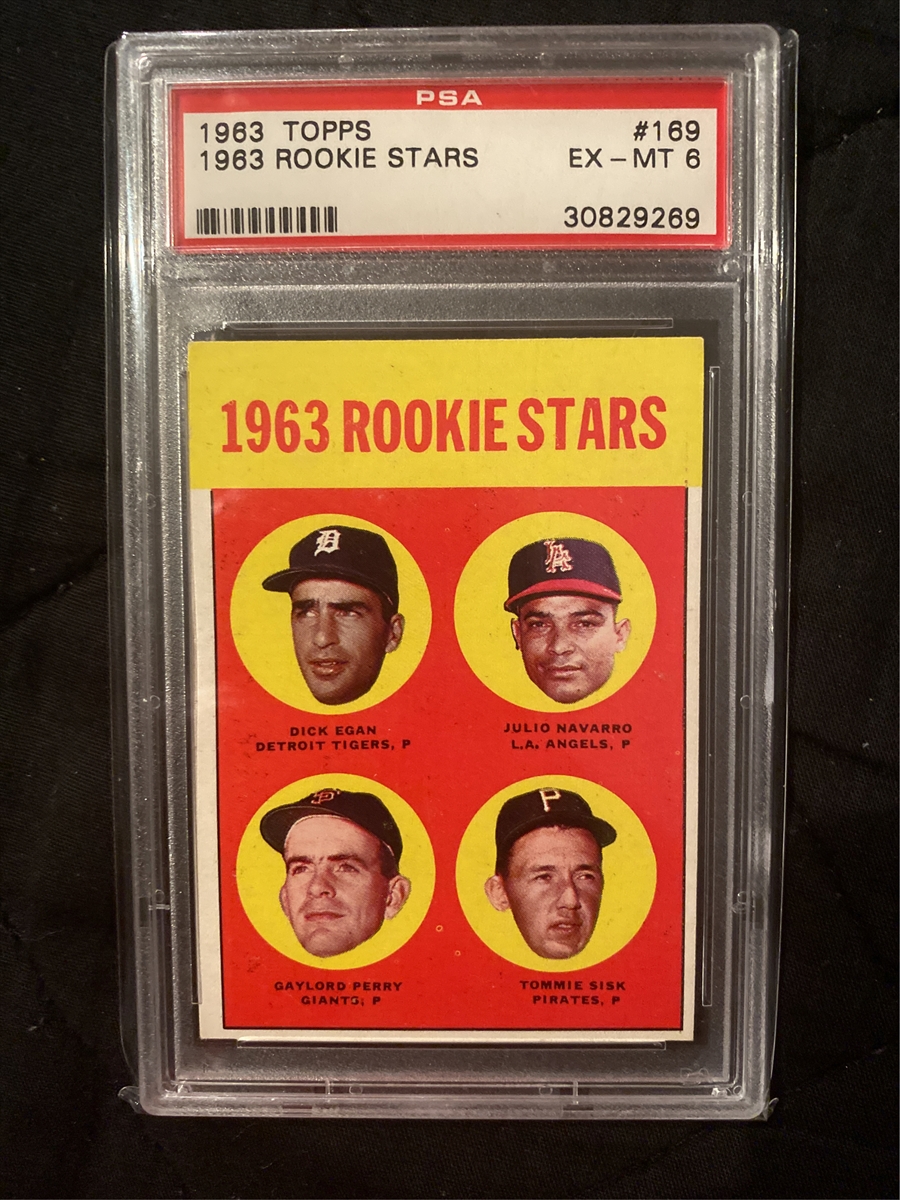 PSA
1963 TOPPS #169
1963 ROOKIE STARS EX-MT 6
30829269
1963 ROOKIE STARS
D LA
DICK EGAN JULIO NAVARRO
DETROIT TIGERS, P L.A. ANGELS, P
P
GAYLORD PERRY TOMMIE SISK
GIANTS, P PIRATES, P